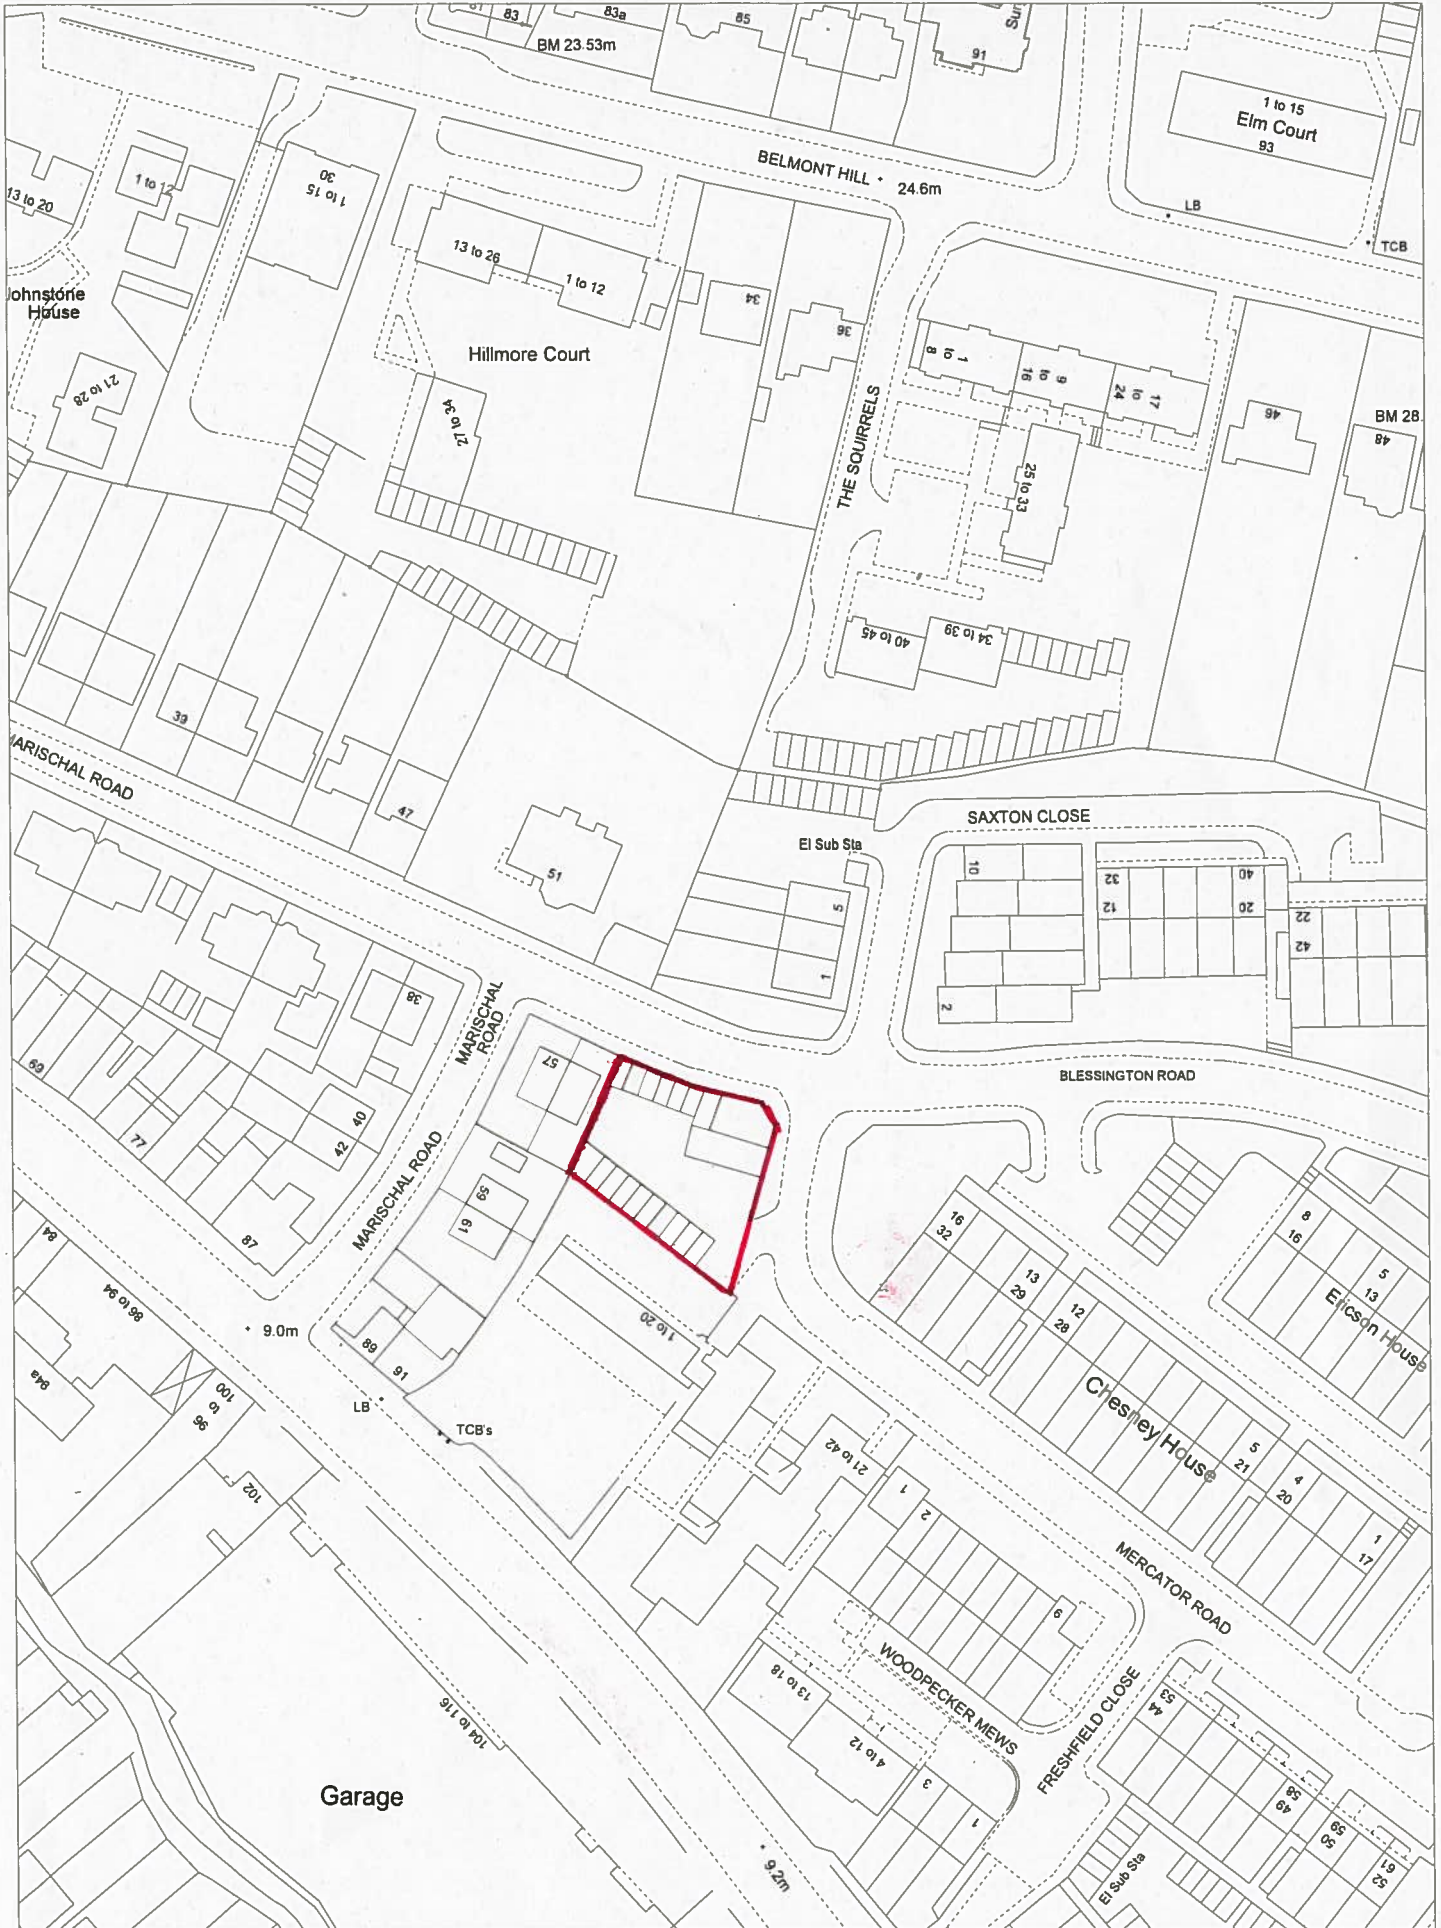 83
83a
85
91
BM 23.53m
1 to 15
Elm Court
93
BELMONT HILL
24.6m
LB
TCB
13 to 20
1 to 12
1 to 15
30
13 to 26
1 to 12
34
36
Johnstone
House
Hillmore Court
21 to 28
27 to 34
THE SQUIRRELS
1
to
8
9
to
16
17
to
24
25 to 33
46
BM 28.
48
40 to 45
34 to 39
39
MARISCHAL ROAD
47
51
SAXTON CLOSE
El Sub Sta
5
1
10
2
32
12
40
20
22
42
38
MARISCHAL
ROAD
57
BLESSINGTON ROAD
69
77
40
42
87
MARISCHAL ROAD
59
61
16
32
13
29
12
28
8
16
5
13
Ericson House
84
86 to 94
84a
9.0m
89
91
1 to 20
LB
TCB's
96
to
100
102
Chesney House
5
21
4
20
1
17
21 to 42
1
2
9
MERCATOR ROAD
WOODPECKER MEWS
FRESHFIELD CLOSE
13 to 18
4 to 12
3
1
104 to 116
Garage
9.2m
53
44
58
49
59
50
61
52
El Sub Sta